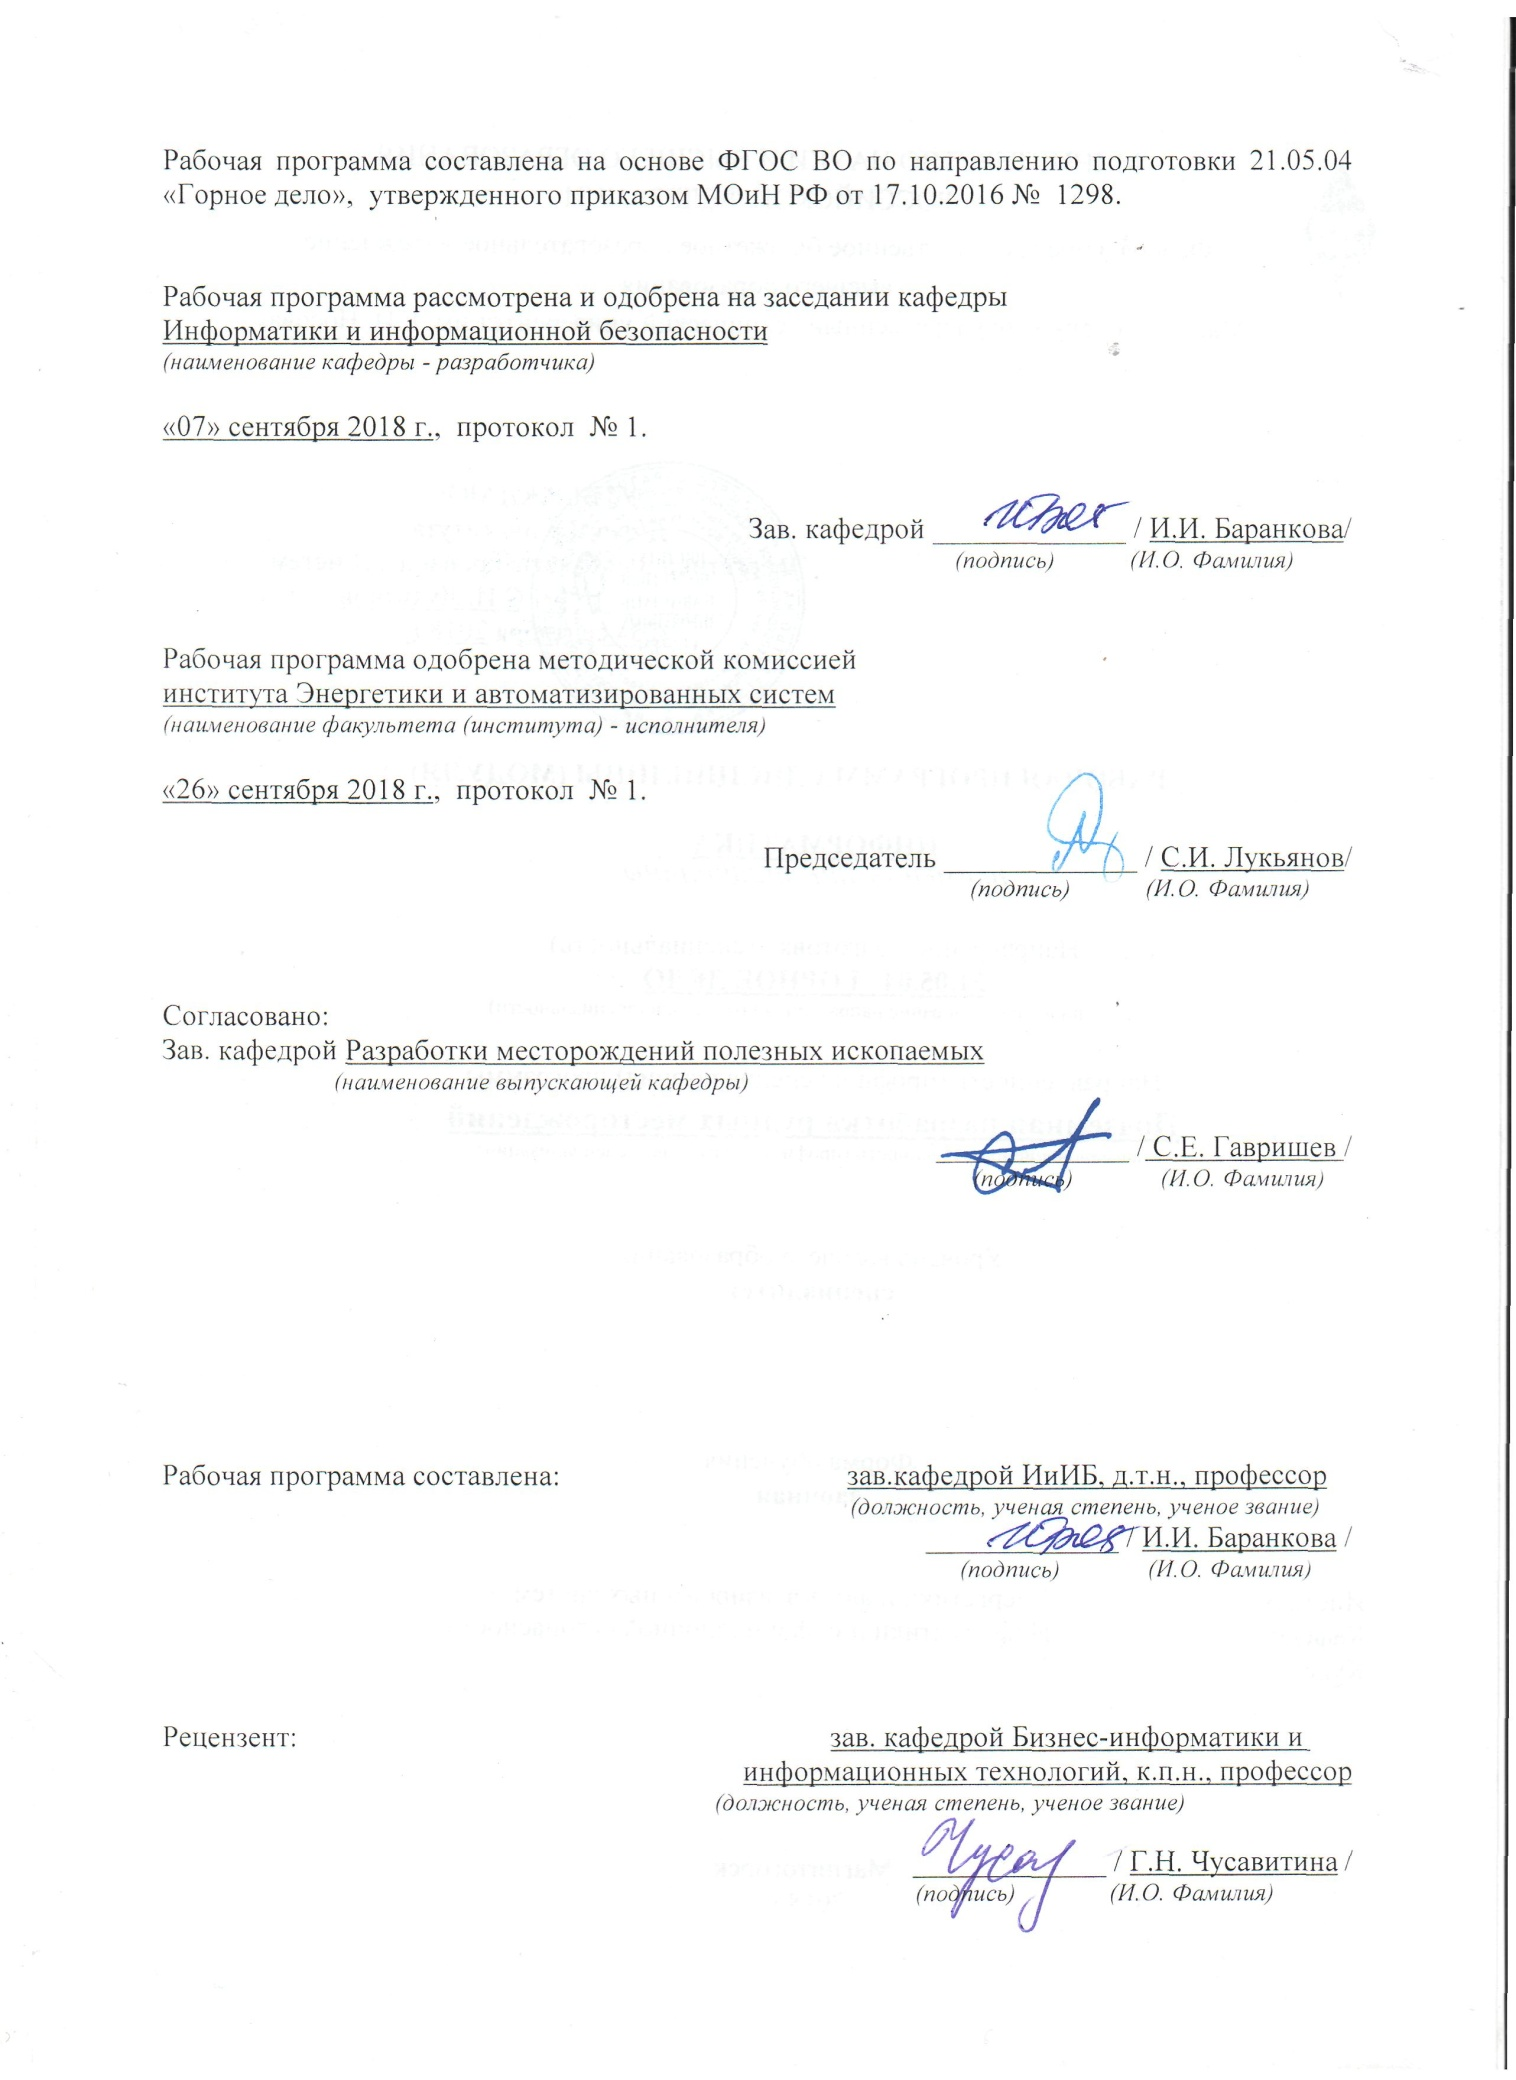 Рабочая программа составлена на основе ФГОС ВО по направлению подготовки 21.05.04
«Горное дело», утвержденного приказом МОиН РФ от 17.10.2016 № 1298.
Рабочая программа рассмотрена и одобрена на заседании кафедры
Информатики и информационной безопасности
(наименование кафедры - разработчика)
«07» сентября 2018 г., протокол № 1.
Зав. кафедрой ______________ / И.И. Баранкова/
(подпись) (И.О. Фамилия)
Рабочая программа одобрена методической комиссией
института Энергетики и автоматизированных систем
(наименование факультета (института) - исполнителя)
«26» сентября 2018 г., протокол № 1.
Председатель ______________ / С.И. Лукьянов/
(подпись) (И.О. Фамилия)
Согласовано:
Зав. кафедрой Разработки месторождений полезных ископаемых
(наименование выпускающей кафедры)
______________ / С.Е. Гавришев /
(подпись) (И.О. Фамилия)
Рабочая программа составлена: зав.кафедрой ИиИБ, д.т.н., профессор
(должность, ученая степень, ученое звание)
______________ / И.И. Баранкова /
(подпись) (И.О. Фамилия)
Рецензент: зав. кафедрой Бизнес-информатики и
информационных технологий, к.п.н., профессор
(должность, ученая степень, ученое звание)
______________ / Г.Н. Чусавитина /
(подпись) (И.О. Фамилия)